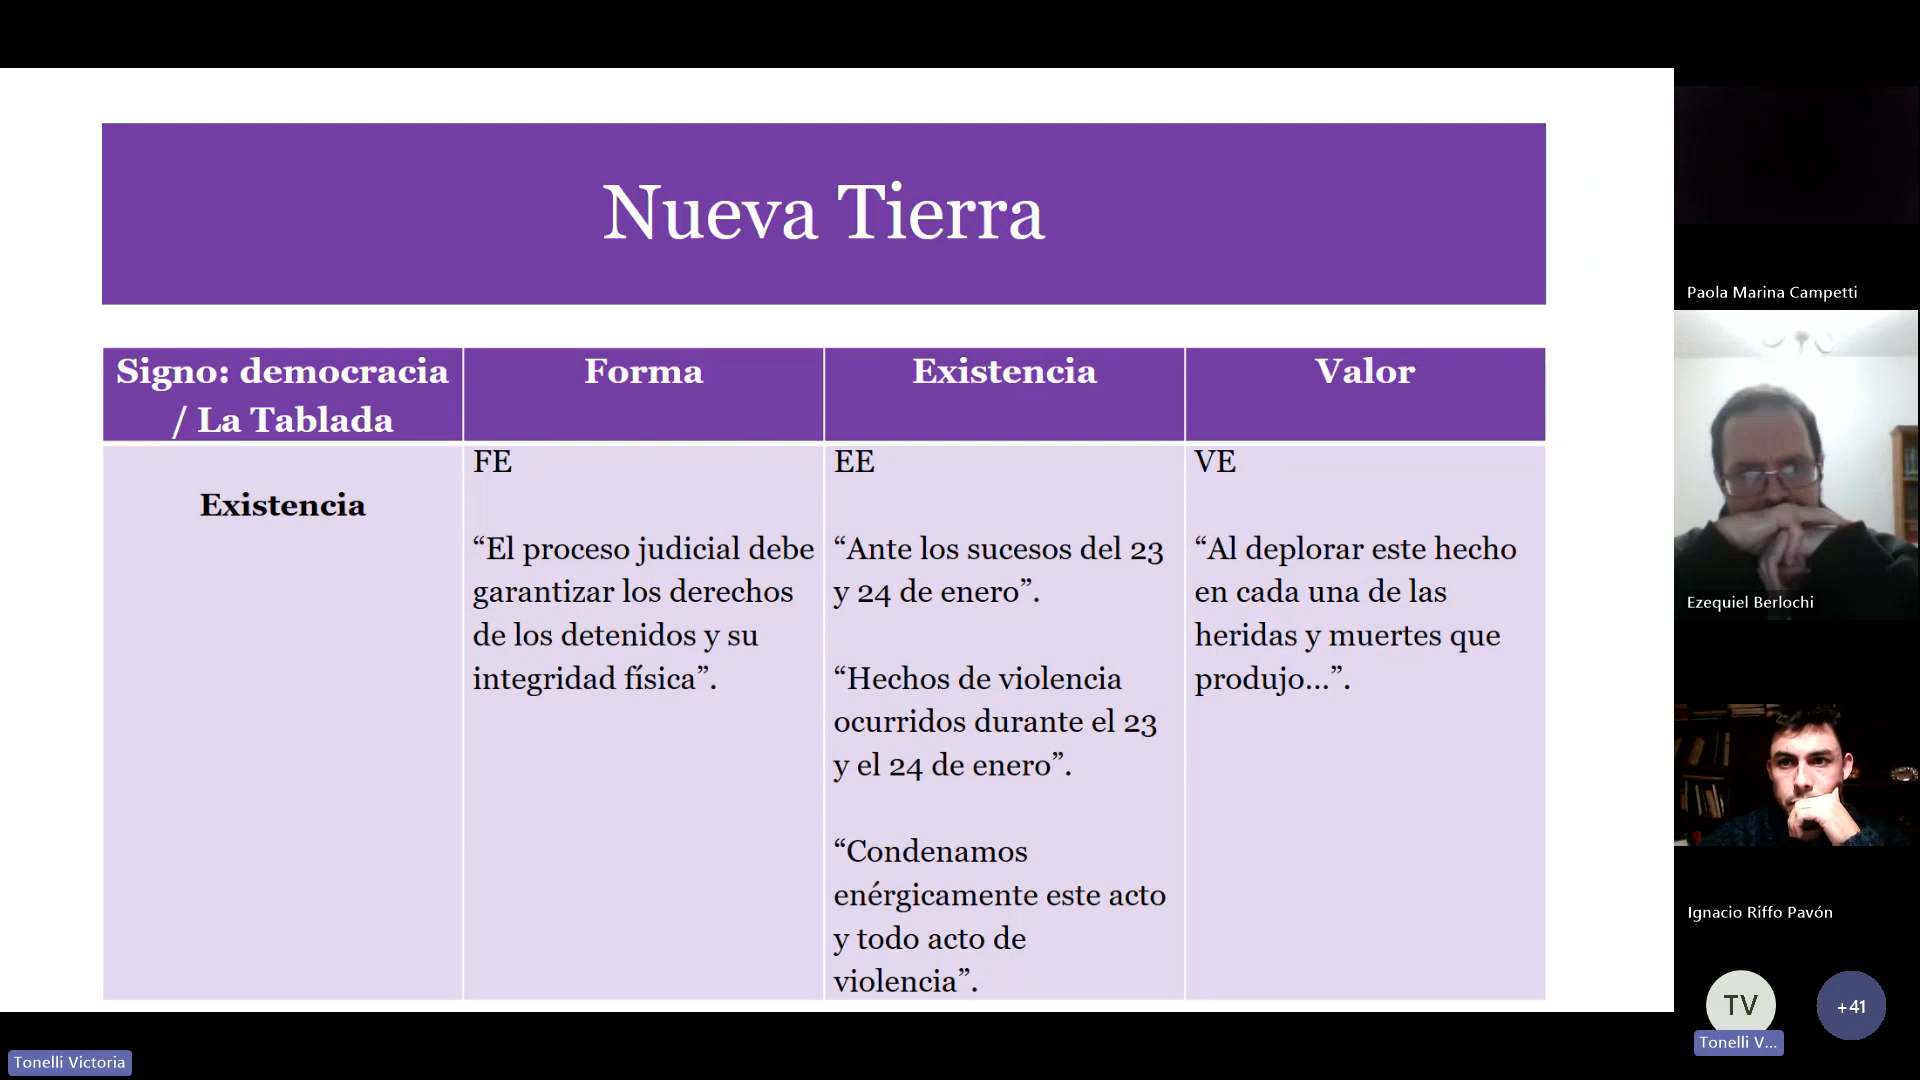 Nueva Tierra
Signo: democracia
/ La Tablada
Forma
Existencia
Valor
Existencia
FE
“El proceso judicial debe
garantizar los derechos
de los detenidos y su
integridad física”.
EE
“Ante los sucesos del 23
y 24 de enero”.
“Hechos de violencia
ocurridos durante el 23
y el 24 de enero”.
“Condenamos
enérgicamente este acto
y todo acto de
violencia”.
VE
“Al deplorar este hecho
en cada una de las
heridas y muertes que
produjo...”.
Paola Marina Campetti
Ezequiel Berlochi
Ignacio Riffo Pavón
TV
+41
Tonelli V...
Tonelli Victoria